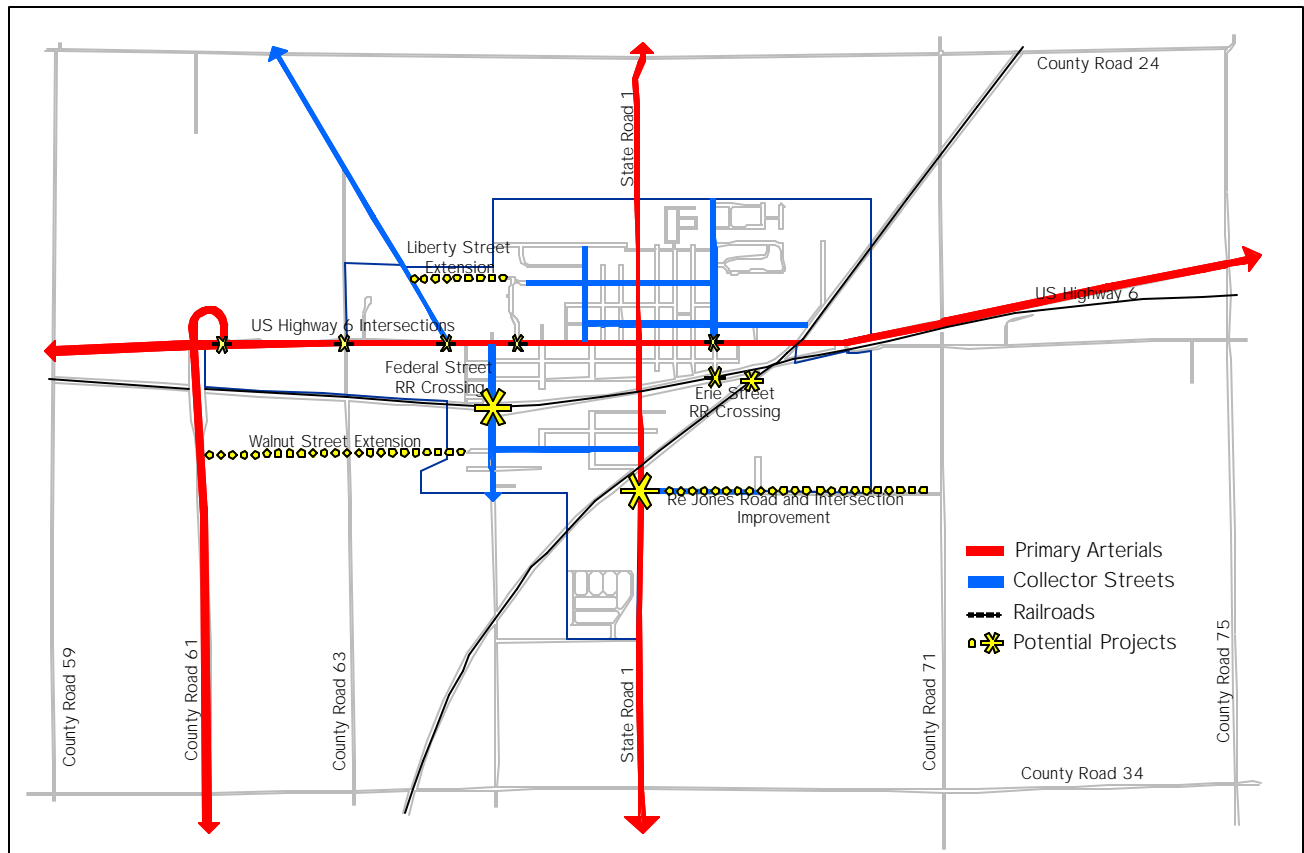 County Road 24
State Road 1
Liberty Street
Extension
US Highway 6
US Highway 6 Intersections
Federal Street
RR Crossing
Erie Street
RR Crossing
Walnut Street Extension
Re Jones Road and Intersection
Improvement
Primary Arterials
Collector Streets
Railroads
Potential Projects
County Road 59
County Road 61
County Road 63
State Road 1
County Road 71
County Road 75
County Road 34